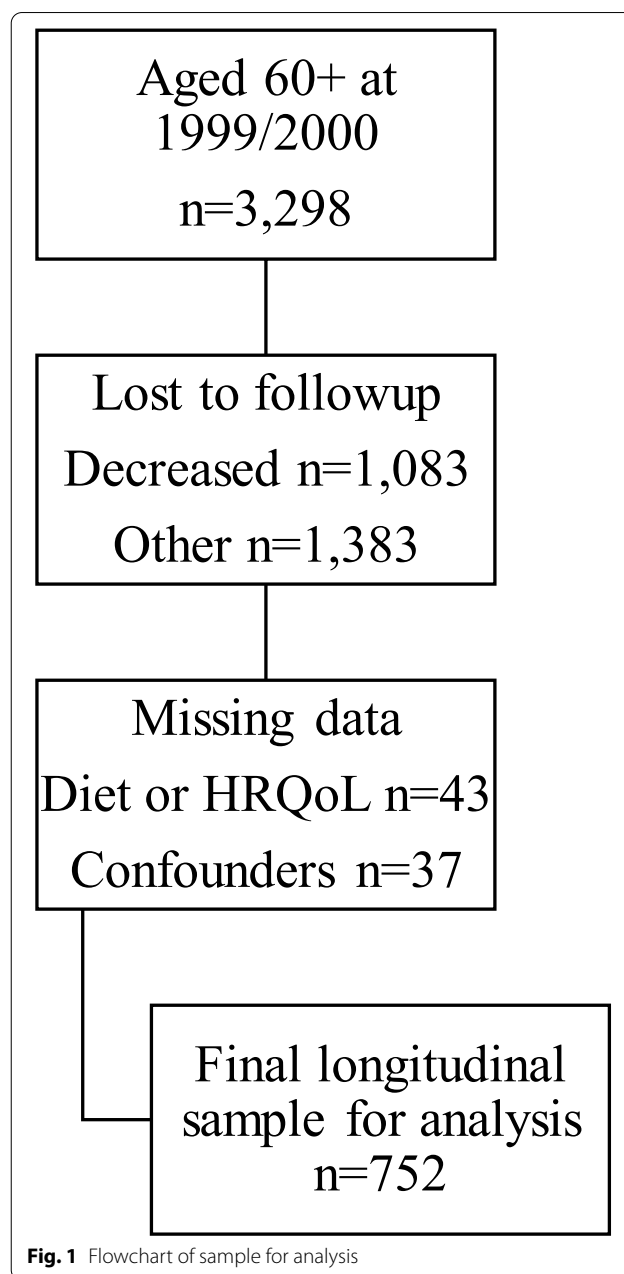 Aged 60+ at
1999/2000
n=3,298
Lost to followup
Decreased n=1,083
Other n=1,383
Missing data
Diet or HRQoL n=43
Confounders n=37
Final longitudinal
sample for analysis
n=752
Fig. 1 Flowchart of sample for analysis